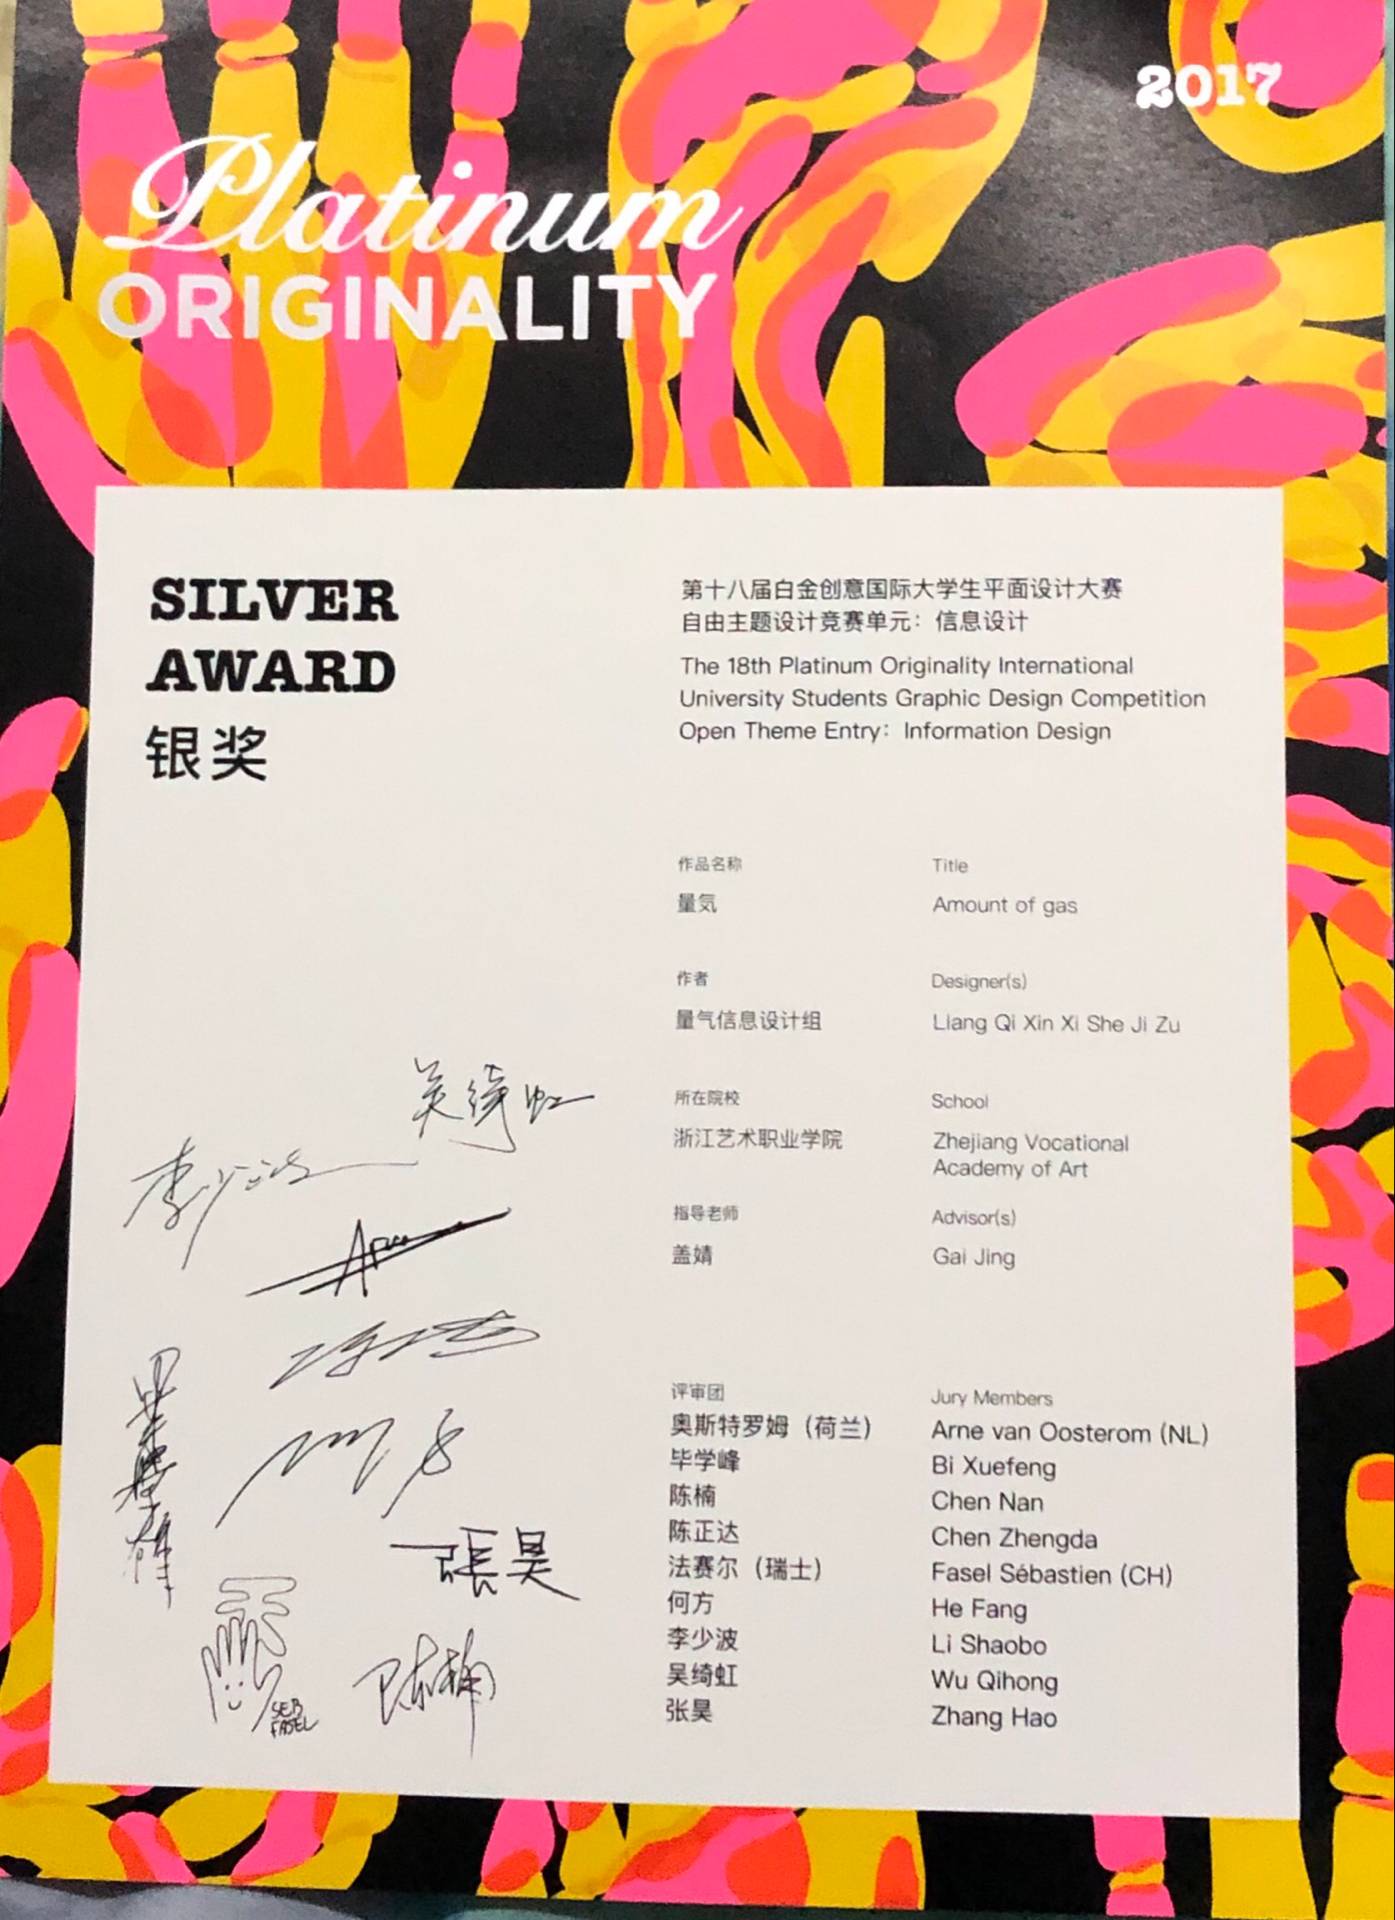 2017
Platinum
ORIGINALITY
SILVER
AWARD
银奖
第十八届白金创意国际大学生平面设计大赛
自由主题设计竞赛单元：信息设计
The 18th Platinum Originality International
University Students Graphic Design Competition
Open Theme Entry: Information Design
作品名称 Title
量気 Amount of gas
作者 Designer(s)
量气信息设计组 Liang Qi Xin Xi She Ji Zu
所在院校 School
浙江艺术职业学院 Zhejiang Vocational
Academy of Art
指导老师 Advisor(s)
盖婧 Gai Jing
评审团 Jury Members
奥斯特罗姆（荷兰） Arne van Oosterom (NL)
毕学峰 Bi Xuefeng
陈楠 Chen Nan
陈正达 Chen Zhengda
法赛尔（瑞士） Fasel Sébastien (CH)
何方 He Fang
李少波 Li Shaobo
吴绮虹 Wu Qihong
张昊 Zhang Hao
吴绮虹
李少波
張昊
SEB
FASEL
陈楠